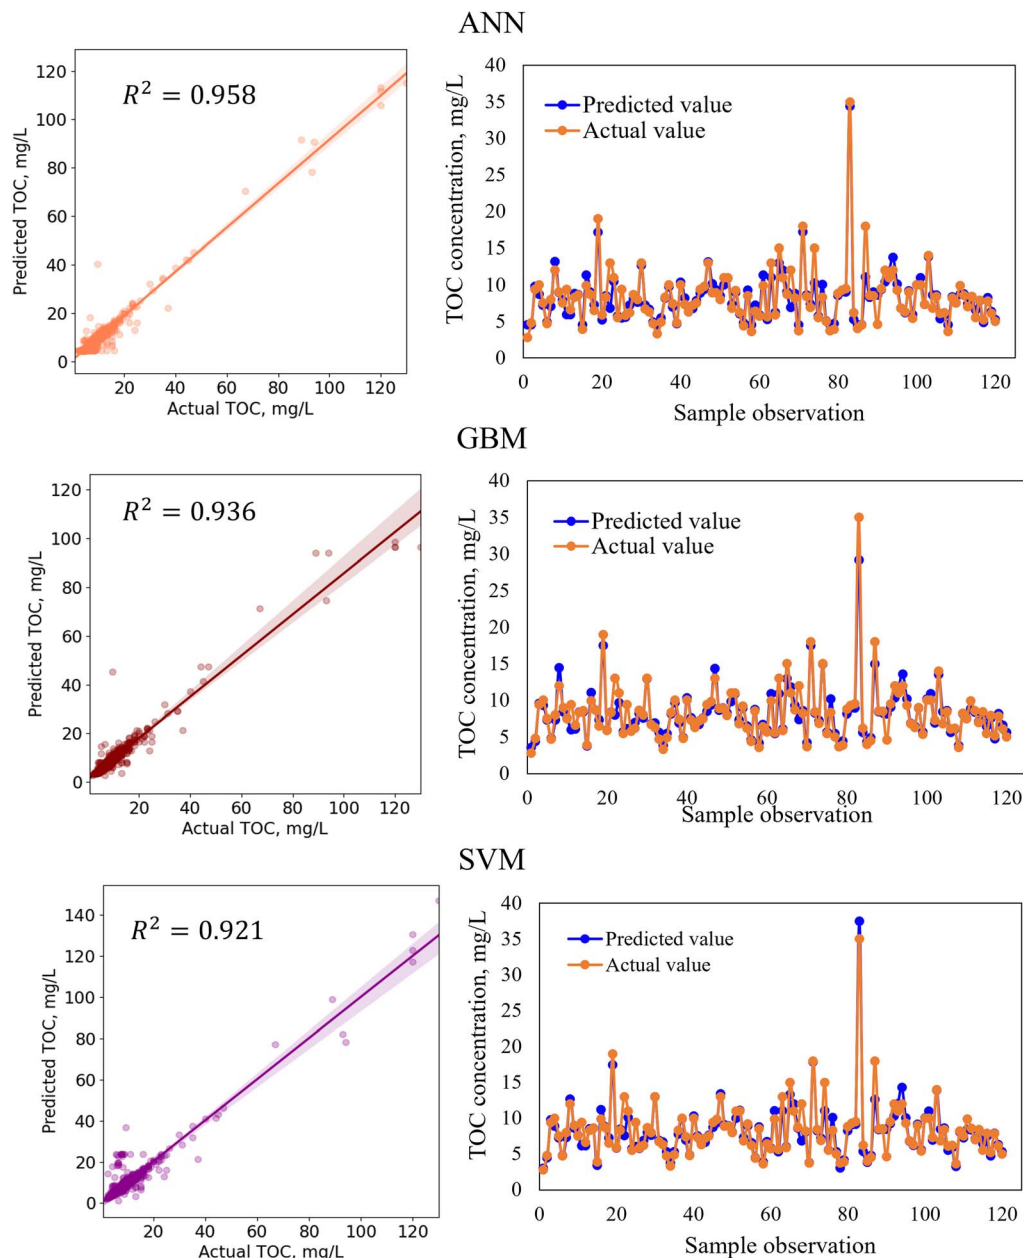 ANN
R² = 0.958
Predicted TOC, mg/L
120
100
80
60
40
20
0
20 40 60 80 100 120
Actual TOC, mg/L
TOC concentration, mg/L
40
35
30
25
20
15
10
5
0
Predicted value
Actual value
0 20 40 60 80 100 120
Sample observation
GBM
R² = 0.936
Predicted TOC, mg/L
120
100
80
60
40
20
0
20 40 60 80 100 120
Actual TOC, mg/L
TOC concentration, mg/L
40
35
30
25
20
15
10
5
0
Predicted value
Actual value
0 20 40 60 80 100 120
Sample observation
SVM
R² = 0.921
Predicted TOC, mg/L
140
120
100
80
60
40
20
0
20 40 60 80 100 120
Actual TOC, mg/L
TOC concentration, mg/L
40
35
30
25
20
15
10
5
0
Predicted value
Actual value
0 20 40 60 80 100 120
Sample observation